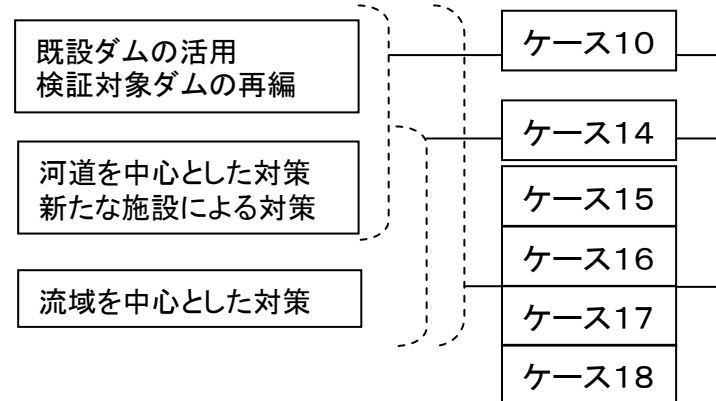 既設ダムの活用
検証対象ダムの再編
河道を中心とした対策
新たな施設による対策
流域を中心とした対策
ケース10
ケース14
ケース15
ケース16
ケース17
ケース18